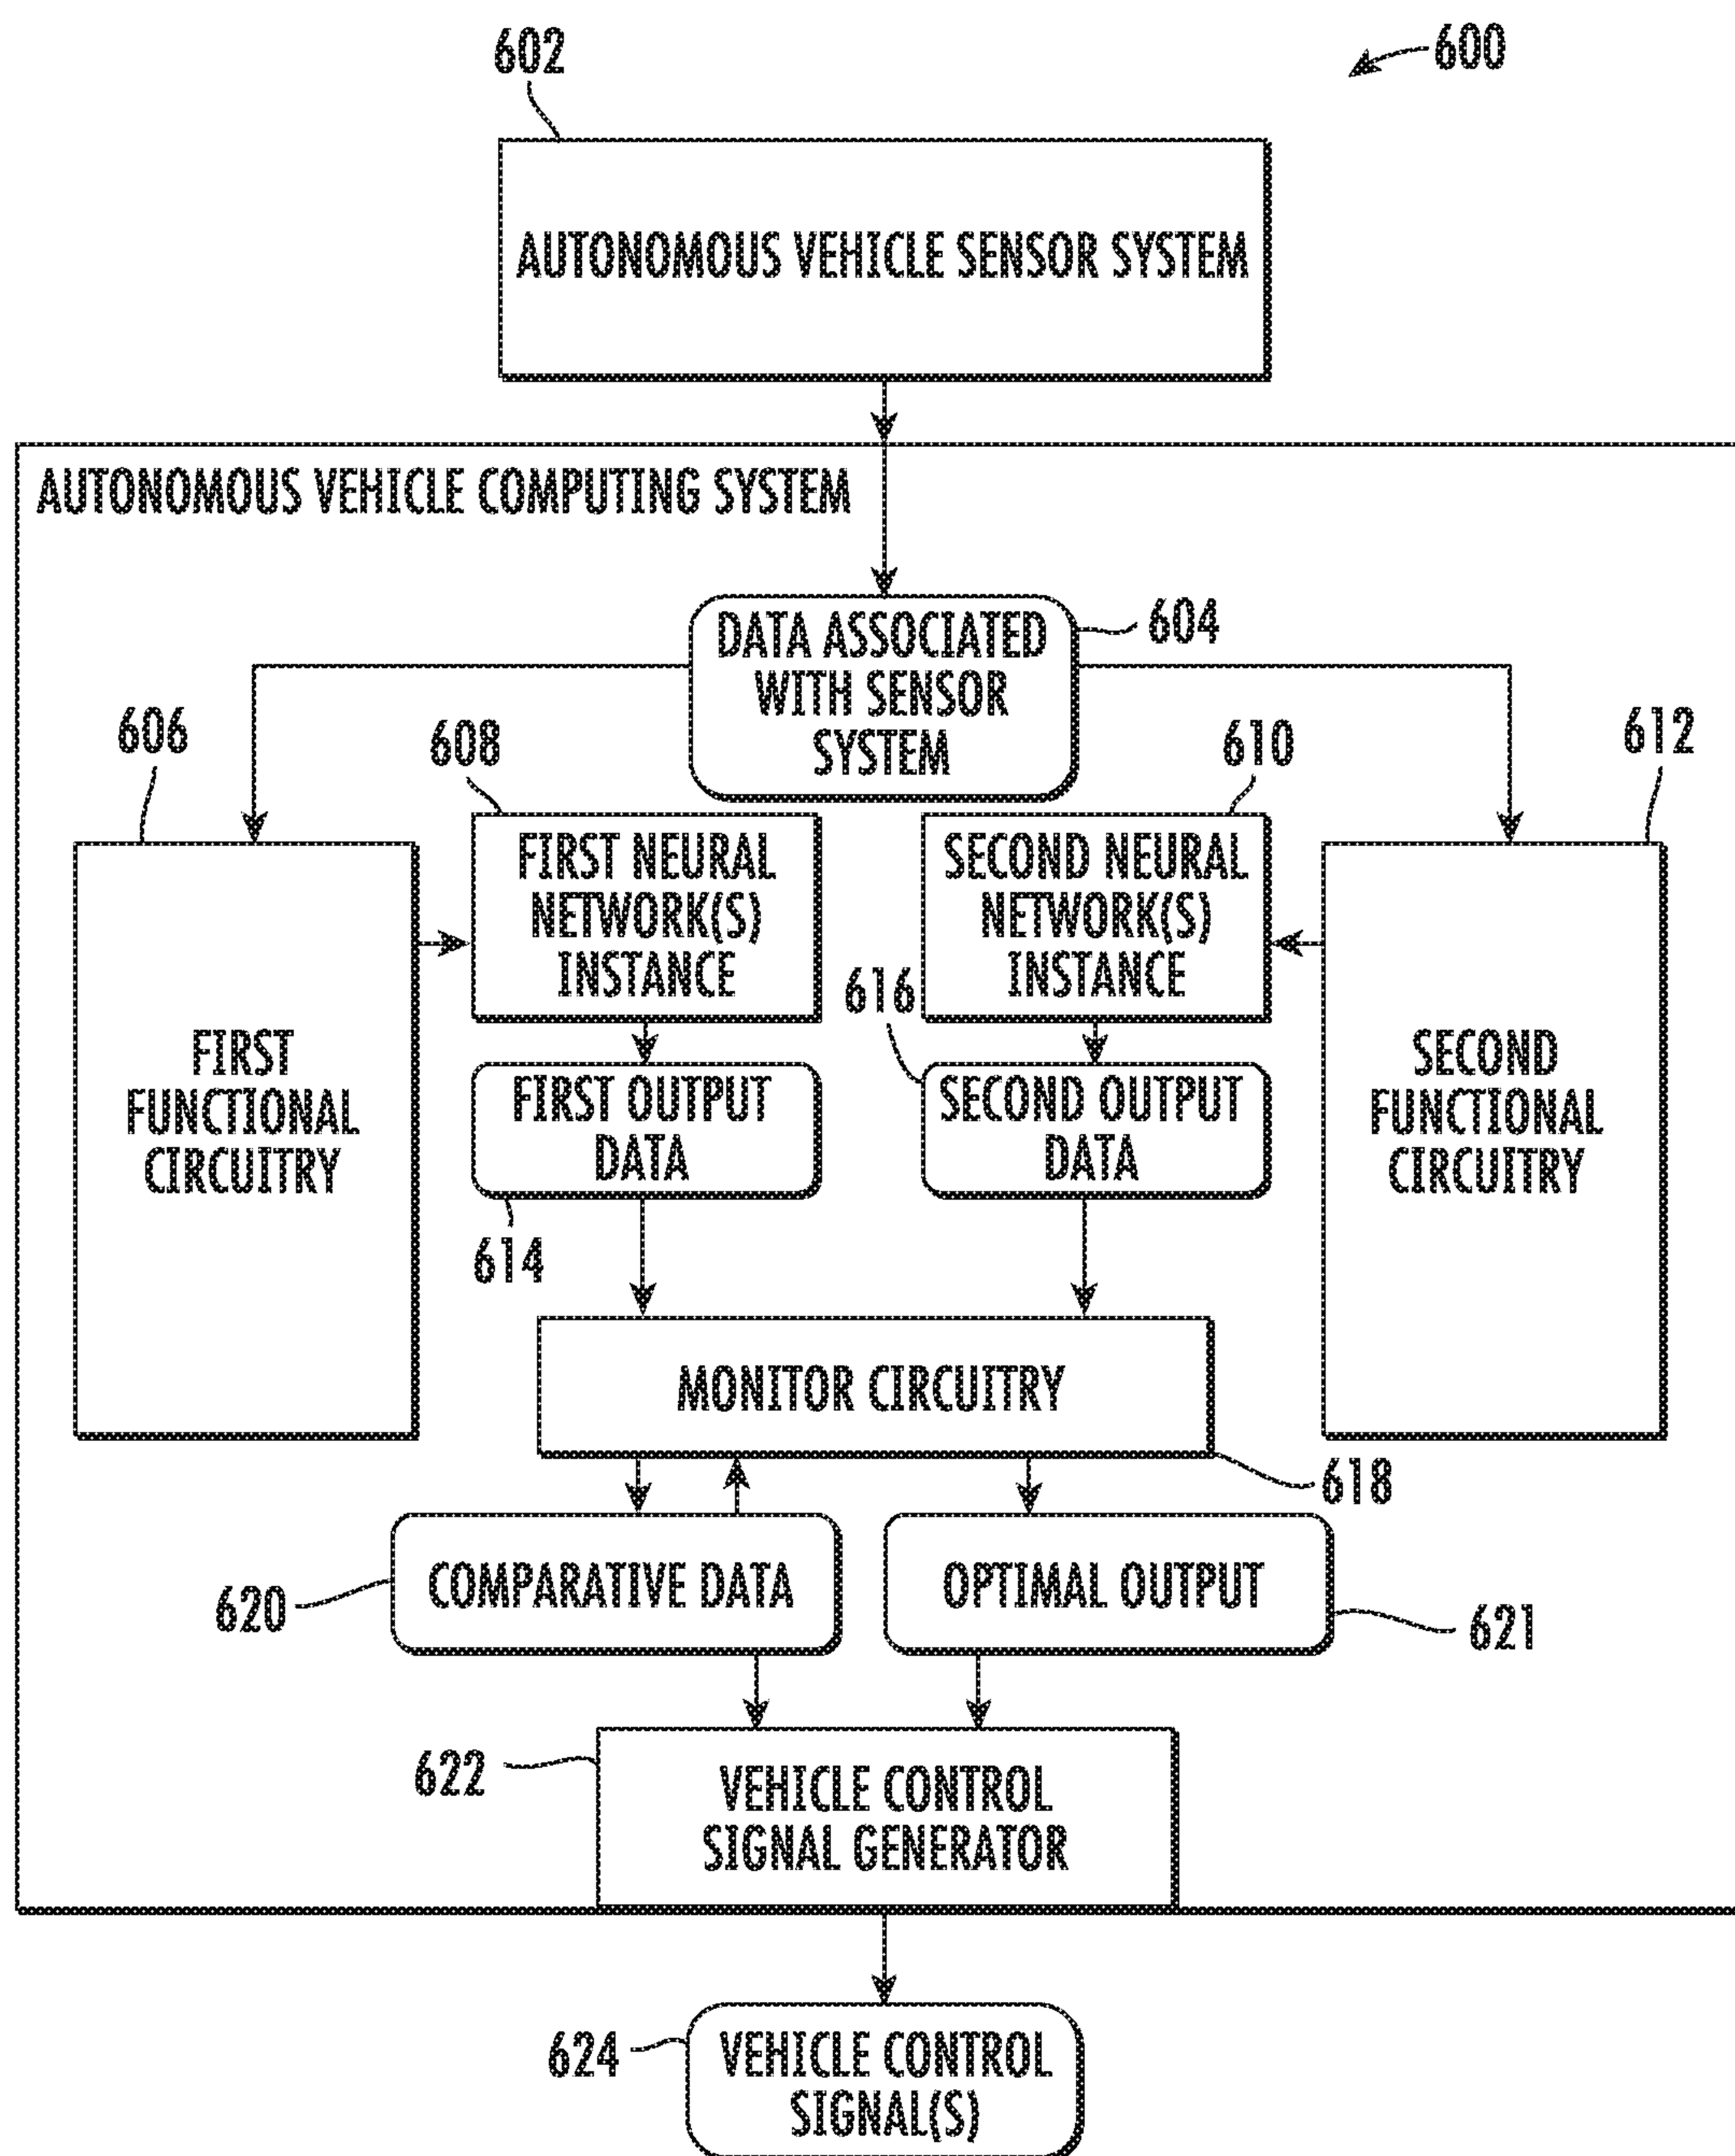 602
600
AUTONOMOUS VEHICLE SENSOR SYSTEM
AUTONOMOUS VEHICLE COMPUTING SYSTEM
DATA ASSOCIATED
WITH SENSOR
SYSTEM
604
606
608
610
612
FIRST NEURAL
NETWORK(S)
INSTANCE
SECOND NEURAL
NETWORK(S)
INSTANCE
616
FIRST
FUNCTIONAL
CIRCUITRY
FIRST OUTPUT
DATA
SECOND OUTPUT
DATA
SECOND
FUNCTIONAL
CIRCUITRY
614
MONITOR CIRCUITRY
618
COMPARATIVE DATA
OPTIMAL OUTPUT
620
621
622
VEHICLE CONTROL
SIGNAL GENERATOR
624
VEHICLE CONTROL
SIGNAL(S)